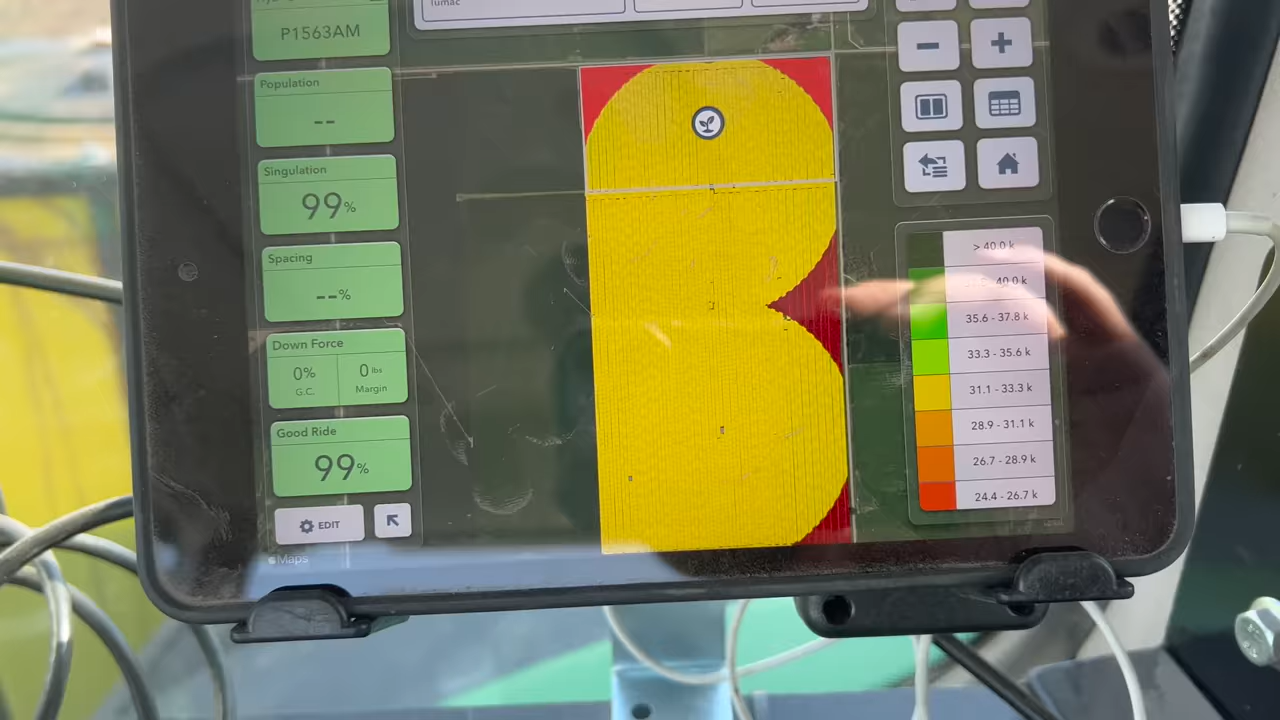 P1563AM
Population
--
Singulation
99%
Spacing
--%
Down Force
0%
G.C.
0 lbs
Margin
Good Ride
99%
EDIT
Maps
− +
> 40.0 k
40.0 k
35.6 - 37.8 k
33.3 - 35.6 k
31.1 - 33.3 k
28.9 - 31.1 k
26.7 - 28.9 k
24.4 - 26.7 k